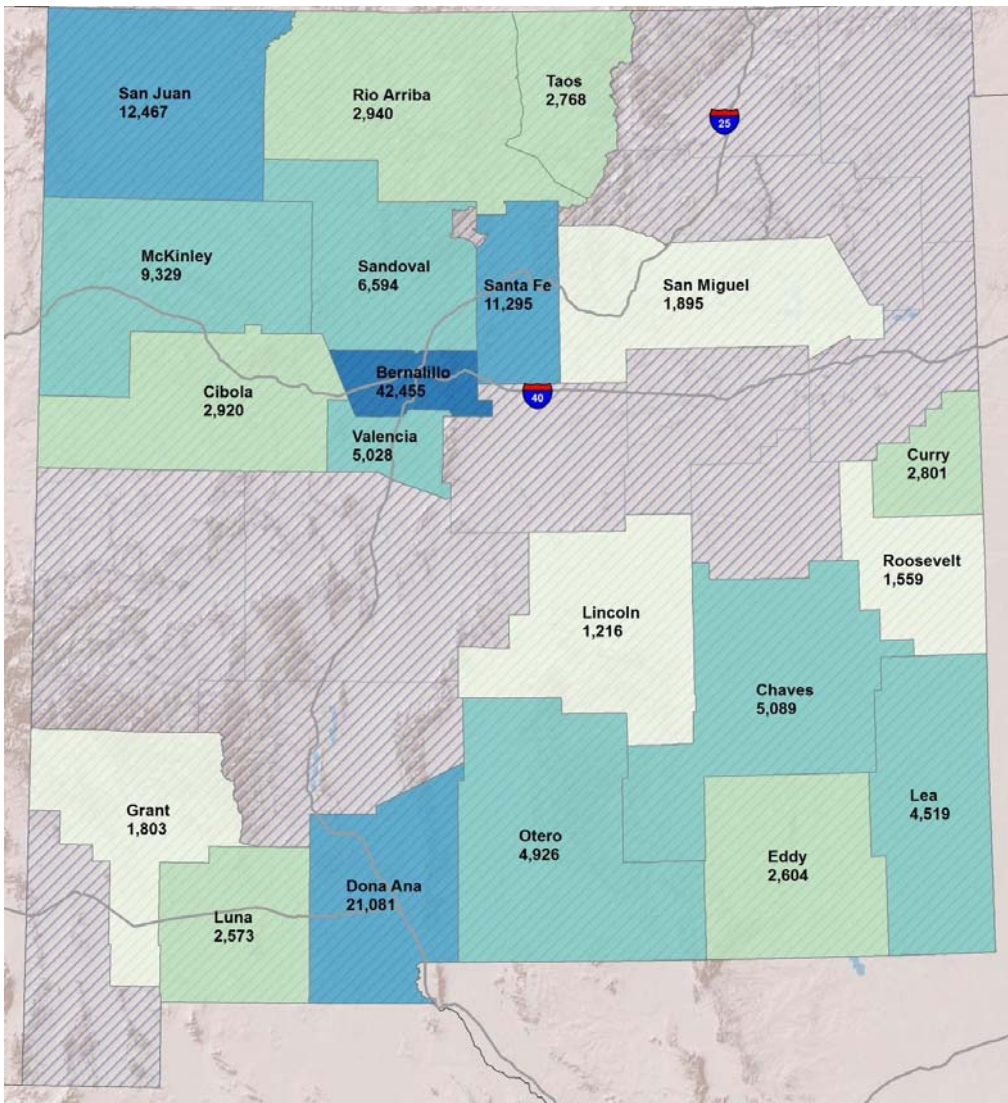 San Juan
12,467
Rio Arriba
2,940
Taos
2,768
25
McKinley
9,329
Sandoval
6,594
Santa Fe
11,295
San Miguel
1,895
Bernalillo
42,455
Cibola
2,920
40
Valencia
5,028
Curry
2,801
Roosevelt
1,559
Lincoln
1,216
Chaves
5,089
Grant
1,803
Otero
4,926
Lea
4,519
Eddy
2,604
Dona Ana
21,081
Luna
2,573